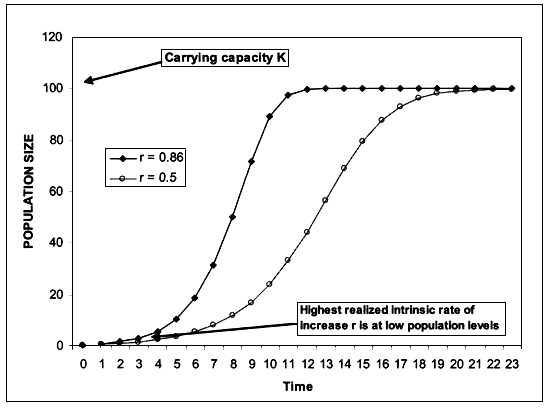 120
Carrying capacity K
100
80
r = 0.86
r = 0.5
60
POPULATION SIZE
40
20
Highest realized intrinsic rate of
increase r is at low population levels
0
0 1 2 3 4 5 6 7 8 9 10 11 12 13 14 15 16 17 18 19 20 21 22 23
Time